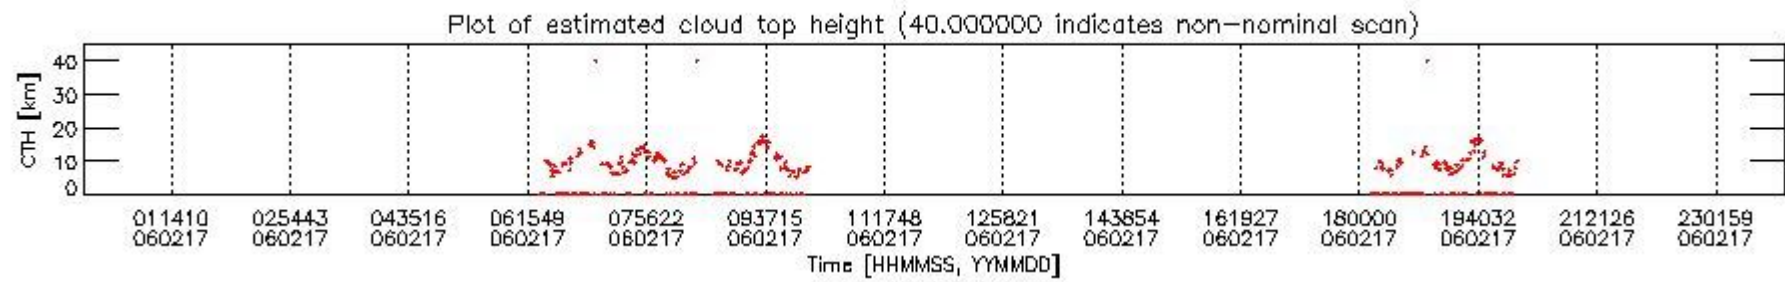 Plot of estimated cloud top height (40.000000 indicates non-nominal scan)
CTH [km]
40
30
20
10
0
011410 025443 043516 061549 075622 093715 111748 125821 143854 161927 180000 194032 212126 230159
060217 060217 060217 060217 060217 060217 060217 060217 060217 060217 060217 060217 060217 060217
Time [HHMMSS, YYMMDD]